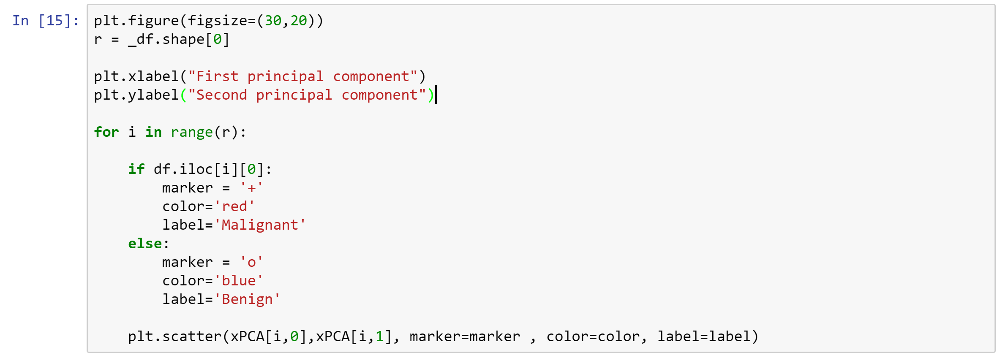 In [15]: plt.figure(figsize=(30,20))
r = _df.shape[0]

plt.xlabel("First principal component")
plt.ylabel("Second principal component")

for i in range(r):

    if df.iloc[i][0]:
        marker = '+'
        color='red'
        label='Malignant'
    else:
        marker = 'o'
        color='blue'
        label='Benign'

    plt.scatter(xPCA[i,0],xPCA[i,1], marker=marker , color=color, label=label)